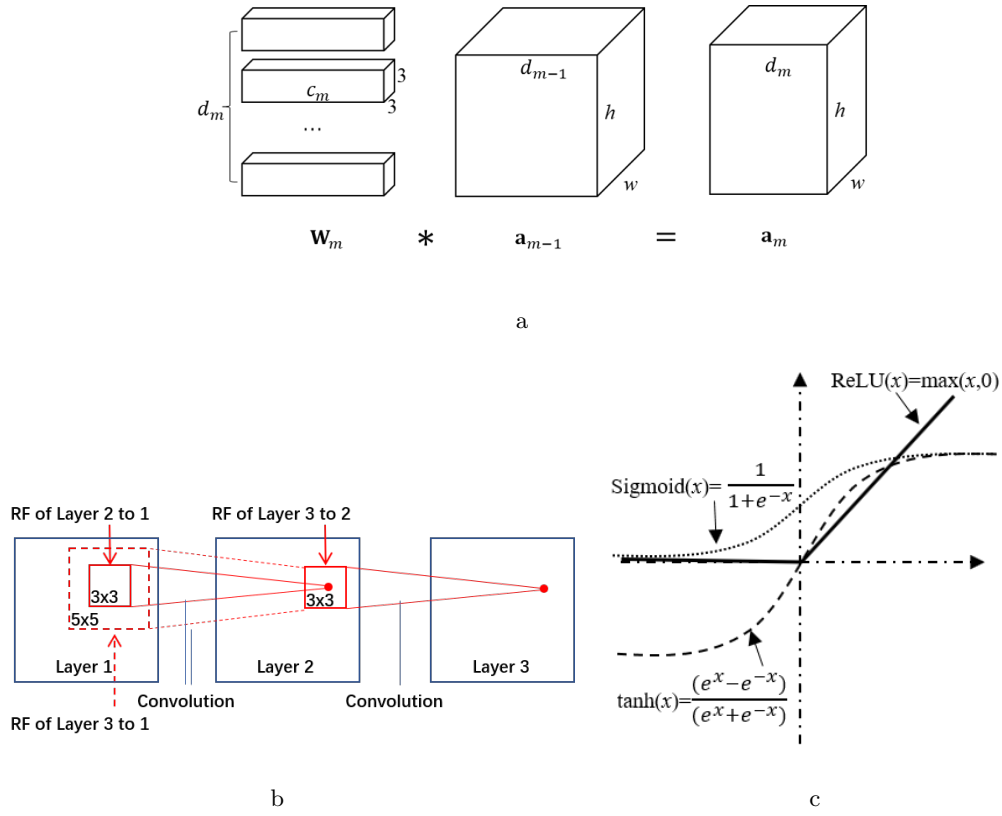 d_{m-1}
d_m
3
c_m
3
d_m
h
h
...
w
w
W_m * a_{m-1} = a_m
a
ReLU(x)=max(x,0)
Sigmoid(x)= 1 / 1+e^{-x}
tanh(x)= (e^x−e^{-x}) / (e^x+e^{-x})
RF of Layer 2 to 1
RF of Layer 3 to 2
3x3
3x3
5x5
Layer 1
Layer 2
Layer 3
Convolution
Convolution
RF of Layer 3 to 1
b
c